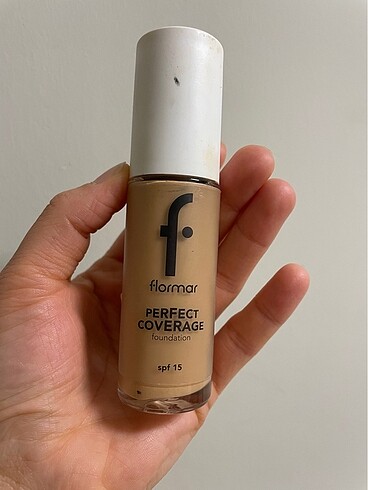 f
flormar
PERFECT
COVERAGE
foundation
spf 15